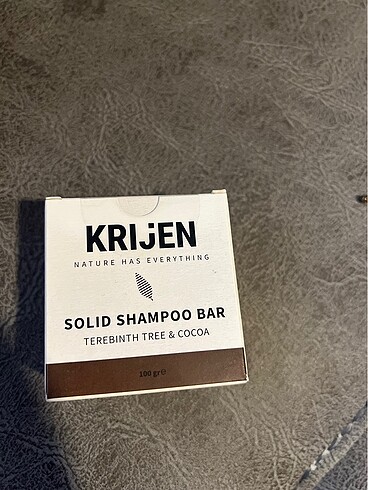 KRIJEN
NATURE HAS EVERYTHING
SOLID SHAMPOO BAR
TEREBINTH TREE & COCOA
100 gr℮